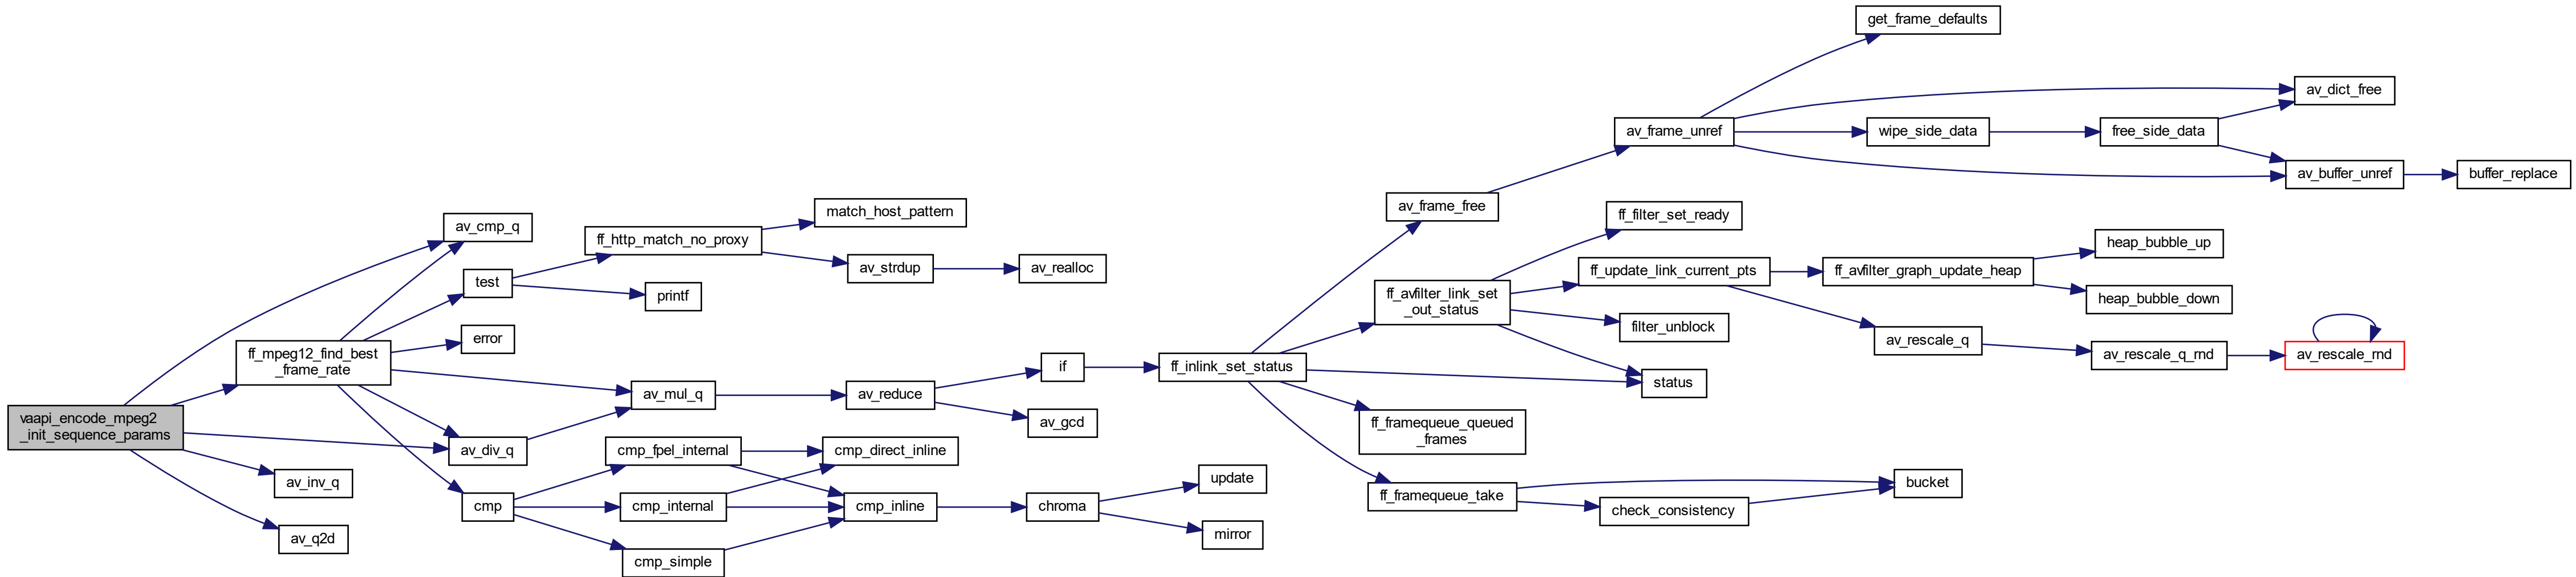 vaapi_encode_mpeg2
_init_sequence_params
av_cmp_q
ff_mpeg12_find_best
_frame_rate
av_div_q
av_inv_q
av_q2d
test
error
av_mul_q
cmp
ff_http_match_no_proxy
printf
match_host_pattern
av_strdup
av_realloc
av_reduce
if
av_gcd
cmp_fpel_internal
cmp_internal
cmp_simple
cmp_direct_inline
cmp_inline
chroma
update
mirror
ff_inlink_set_status
av_frame_free
ff_avfilter_link_set
_out_status
status
ff_framequeue_queued
_frames
ff_framequeue_take
av_frame_unref
get_frame_defaults
wipe_side_data
free_side_data
av_dict_free
av_buffer_unref
buffer_replace
ff_filter_set_ready
ff_update_link_current_pts
filter_unblock
ff_avfilter_graph_update_heap
heap_bubble_up
heap_bubble_down
av_rescale_q
av_rescale_q_rnd
av_rescale_rnd
check_consistency
bucket